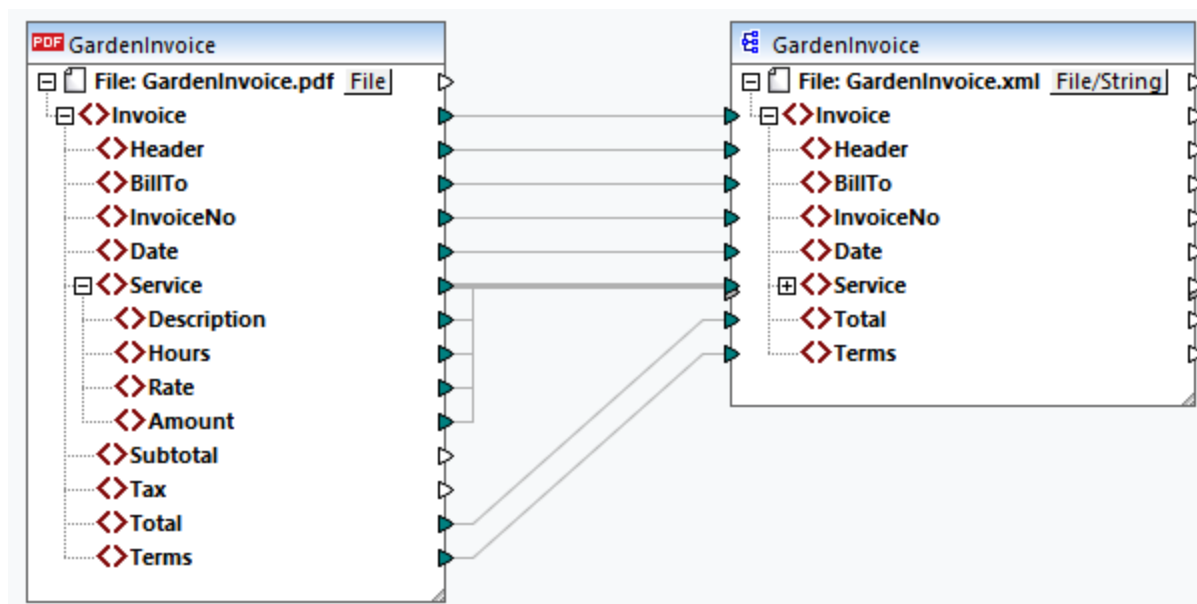 PDF GardenInvoice
File: GardenInvoice.pdf File
Invoice
Header
BillTo
InvoiceNo
Date
Service
Description
Hours
Rate
Amount
Subtotal
Tax
Total
Terms
GardenInvoice
File: GardenInvoice.xml File/String
Invoice
Header
BillTo
InvoiceNo
Date
Service
Total
Terms